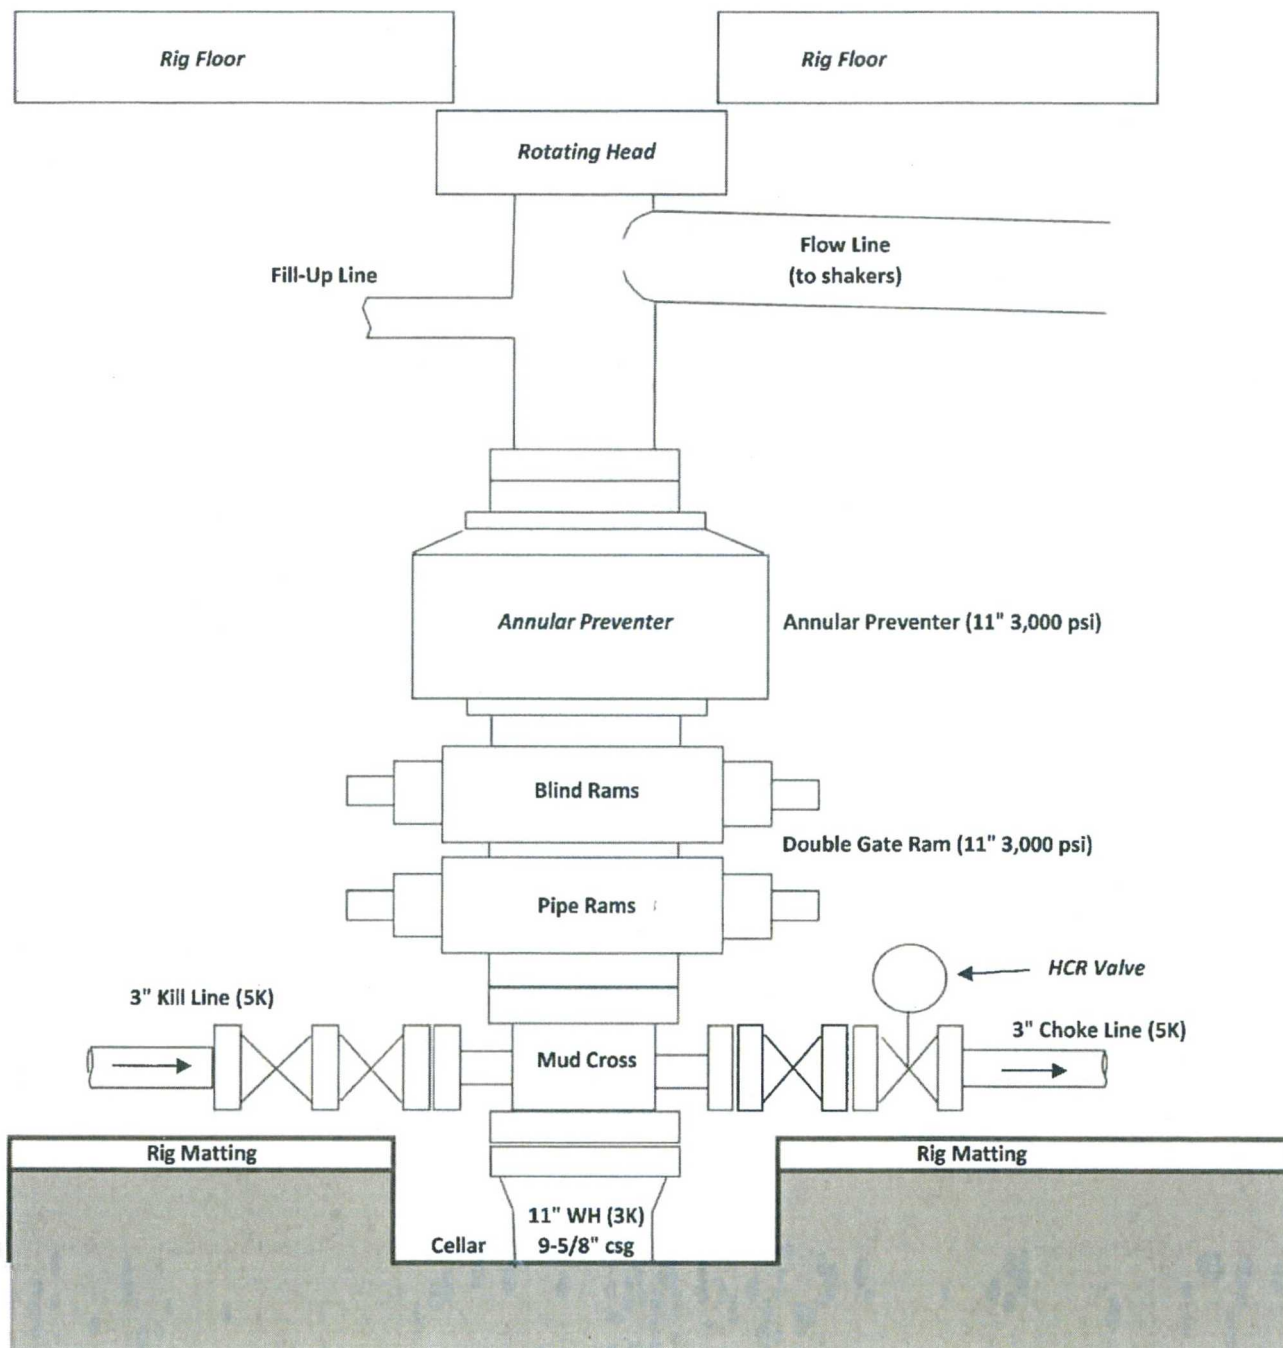 Rig Floor
Rig Floor
Rotating Head
Flow Line
(to shakers)
Fill-Up Line
Annular Preventer
Annular Preventer (11" 3,000 psi)
Blind Rams
Double Gate Ram (11" 3,000 psi)
Pipe Rams
HCR Valve
3" Kill Line (5K)
3" Choke Line (5K)
Mud Cross
Rig Matting
Rig Matting
11" WH (3K)
9-5/8" csg
Cellar